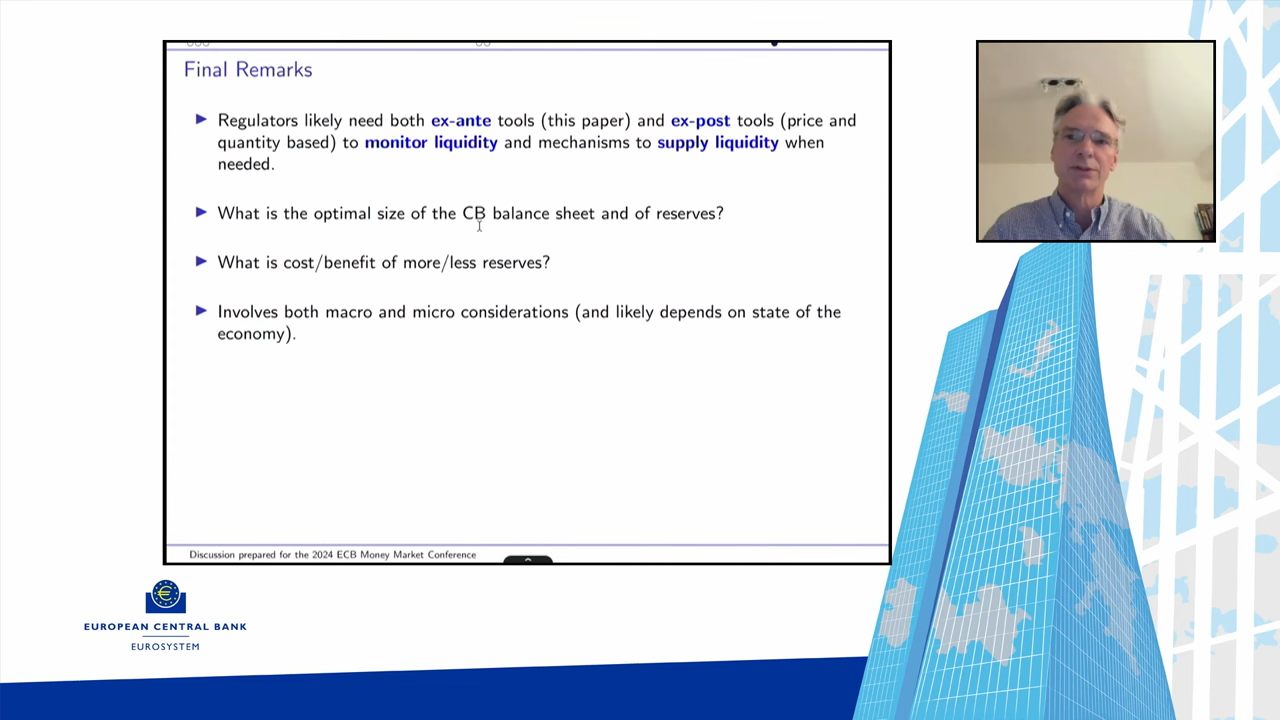 Final Remarks
Regulators likely need both ex-ante tools (this paper) and ex-post tools (price and
quantity based) to monitor liquidity and mechanisms to supply liquidity when
needed.
What is the optimal size of the CB balance sheet and of reserves?
What is cost/benefit of more/less reserves?
Involves both macro and micro considerations (and likely depends on state of the
economy).
Discussion prepared for the 2024 ECB Money Market Conference
EUROPEAN CENTRAL BANK
EUROSYSTEM